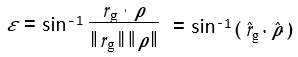 ε = sin⁻¹ r_g · ρ / ‖r_g‖ ‖ρ‖ = sin⁻¹ ( r̂_g · ρ̂ )